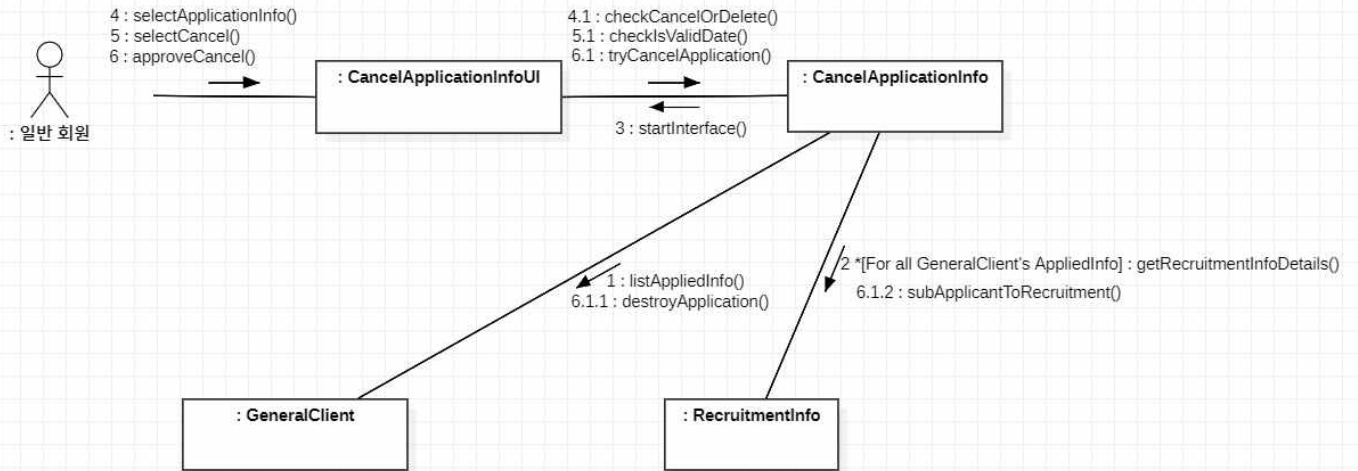 4 : selectApplicationInfo()
5 : selectCancel()
6 : approveCancel()
: 일반 회원
: CancelApplicationInfoUI
4.1 : checkCancelOrDelete()
5.1 : checkIsValidDate()
6.1 : tryCancelApplication()
3 : startInterface()
: CancelApplicationInfo
1 : listAppliedInfo()
6.1.1 : destroyApplication()
2 *[For all GeneralClient's AppliedInfo] : getRecruitmentInfoDetails()
6.1.2 : subApplicantToRecruitment()
: GeneralClient
: RecruitmentInfo